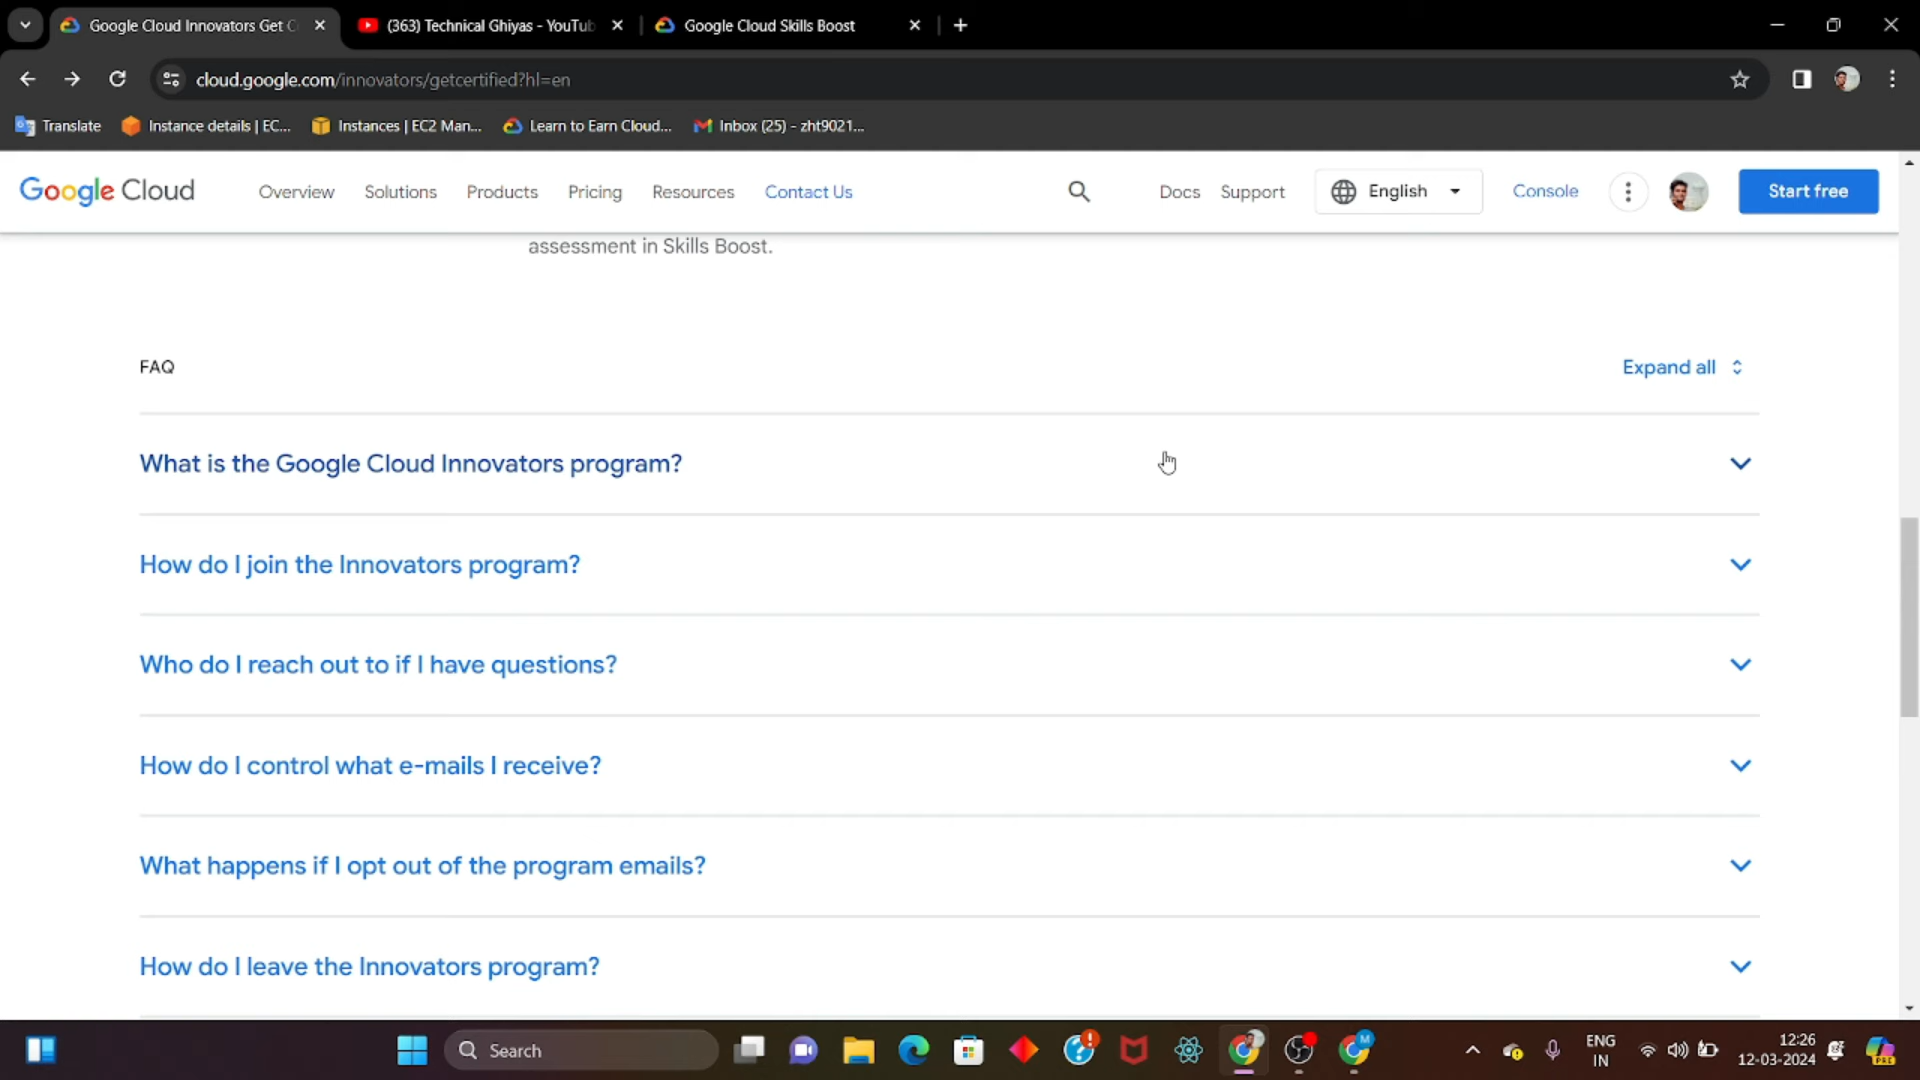 Google Cloud Innovators Get C
(363) Technical Ghiyas - YouTub
Google Cloud Skills Boost
cloud.google.com/innovators/getcertified?hl=en
Translate
Instance details | EC...
Instances | EC2 Man...
Learn to Earn Cloud...
Inbox (25) - zht9021...
Google Cloud
Overview
Solutions
Products
Pricing
Resources
Contact Us
Docs
Support
English
Console
Start free
assessment in Skills Boost.
FAQ
Expand all
What is the Google Cloud Innovators program?
How do I join the Innovators program?
Who do I reach out to if I have questions?
How do I control what e-mails I receive?
What happens if I opt out of the program emails?
How do I leave the Innovators program?
Search
M
ENG
IN
12:26
12-03-2024
PRE